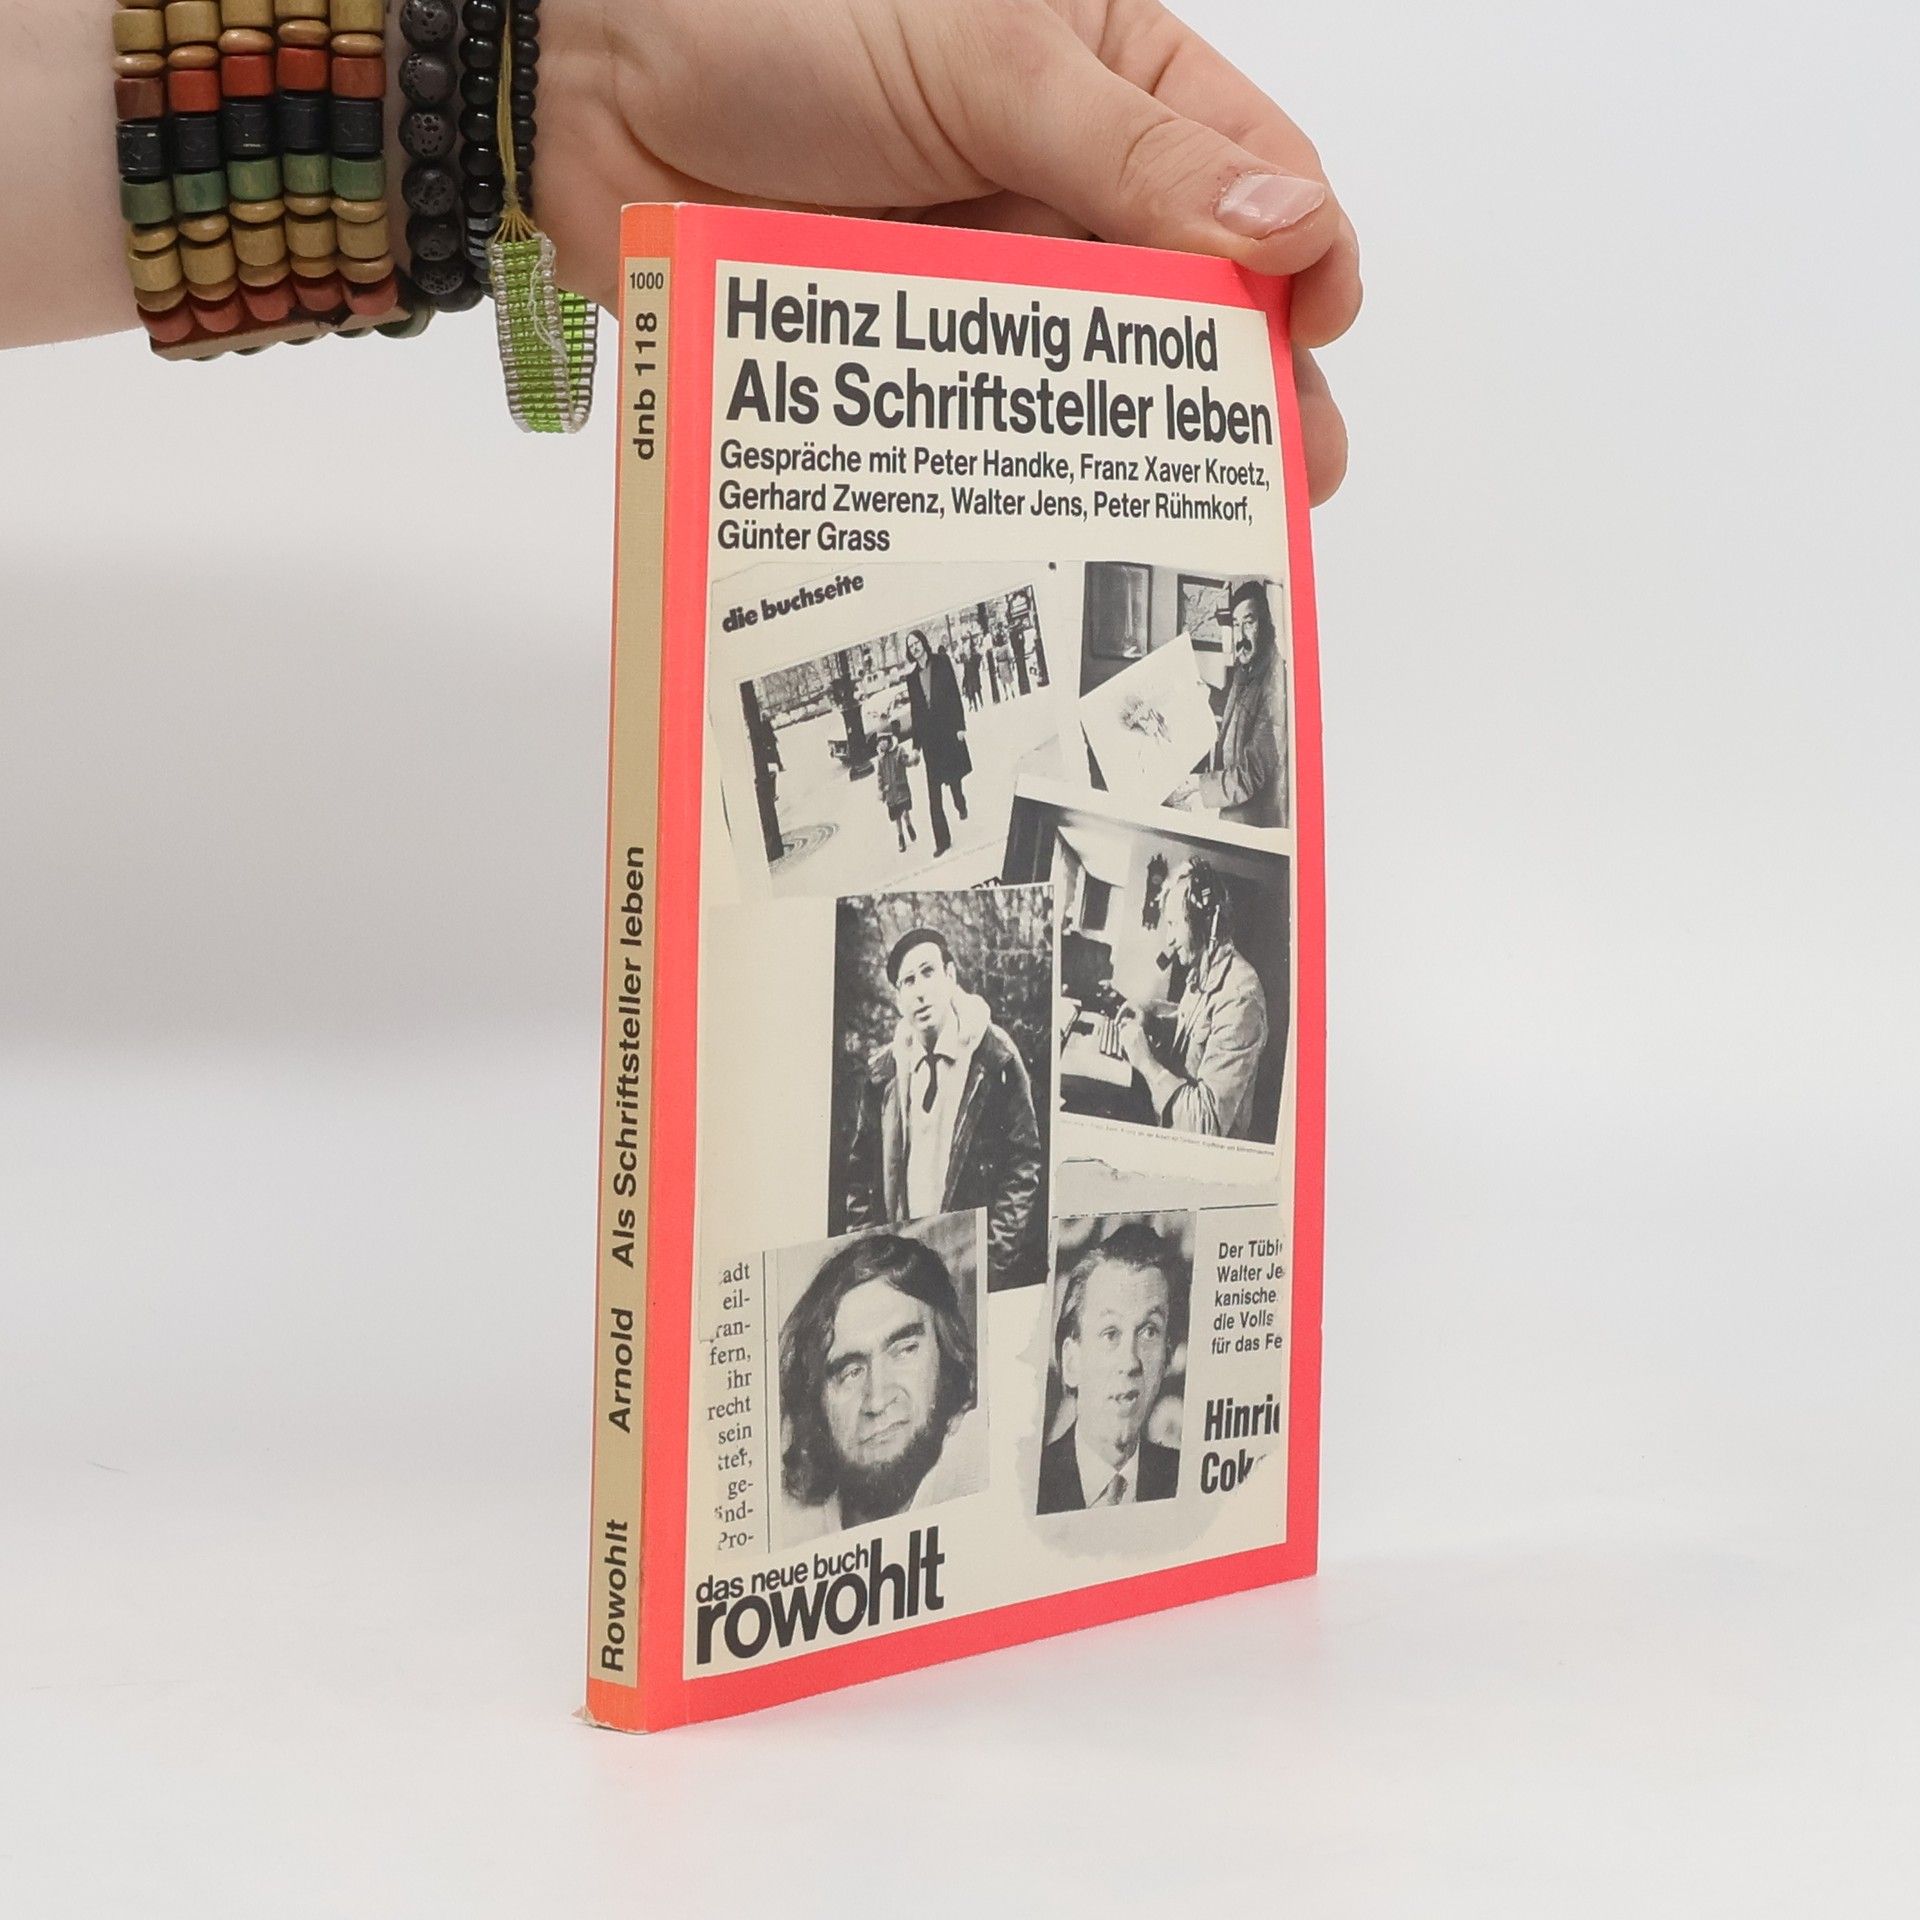 1000
dnb 118
Als Schriftsteller leben
Arnold
Rowohlt
Heinz Ludwig Arnold
Als Schriftsteller leben
Gespräche mit Peter Handke, Franz Xaver Kroetz,
Gerhard Zwerenz, Walter Jens, Peter Rühmkorf,
Günter Grass
die buchseite
adt
eil-
ran-
fern,
ihr
recht
sein
ge-
Der Tübi
Walter Je
kanische
die Volls
für das Fe
Hinri
das neue buch
rowohlt